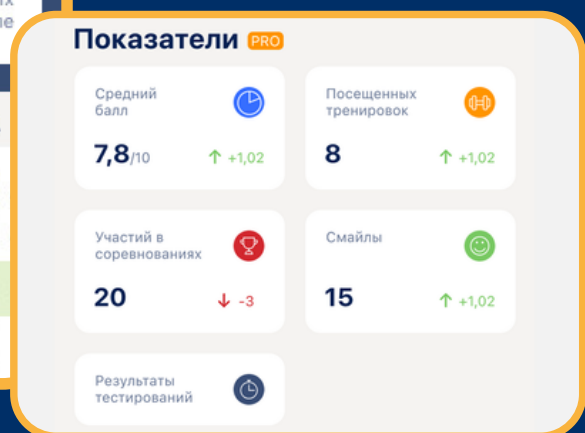 Показатели PRO
Средний
балл
7,8/10 ↑ +1,02
Посещенных
тренировок
8 ↑ +1,02
Участий в
соревнованиях
20 ↓ -3
Смайлы
15 ↑ +1,02
Результаты
тестирований